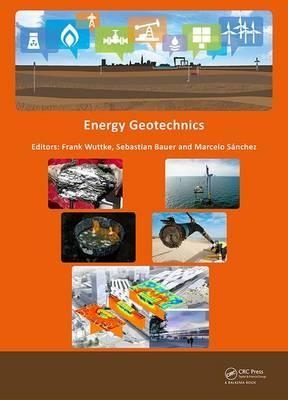 Energy Geotechnics
Editors: Frank Wuttke, Sebastian Bauer and Marcelo Sánchez
CRC Press
Taylor & Francis Group
A BALKEMA BOOK